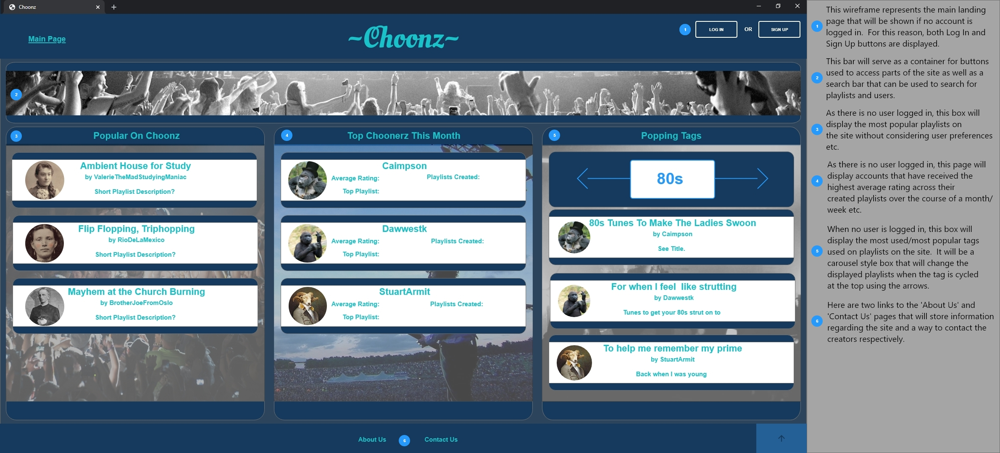 Choonz
Main Page
~Choonz~
1
LOG IN
OR
SIGN UP
2
3
Popular On Choonz
Ambient House for Study
by ValerieTheMadStudyingManiac
Short Playlist Description?
Flip Flopping, Triphopping
by RioDeLaMexico
Short Playlist Description?
Mayhem at the Church Burning
by BrotherJoeFromOslo
Short Playlist Description?
4
Top Choonerz This Month
Caimpson
Average Rating:
Playlists Created:
Top Playlist:
Dawwestk
Average Rating:
Playlists Created:
Top Playlist:
StuartArmit
Average Rating:
Playlists Created:
Top Playlist:
5
Popping Tags
80s
80s Tunes To Make The Ladies Swoon
by Caimpson
See Title.
For when I feel  like strutting
by Dawwestk
Tunes to get your 80s strut on to
To help me remember my prime
by StuartArmit
Back when I was young
About Us
6
Contact Us
1
This wireframe represents the main landing
page that will be shown if no account is
logged in.  For this reason, both Log In and
Sign Up buttons are displayed.
2
This bar will serve as a container for buttons
used to access parts of the site as well as a
search bar that can be used to search for
playlists and users.
3
As there is no user logged in, this box will
display the most popular playlists on
the site without considering user preferences
etc.
4
As there is no user logged in, this page will
display accounts that have received the
highest average rating across their
created playlists over the course of a month/
week etc.
5
When no user is logged in, this box will
display the most used/most popular tags
used on playlists on the site.  It will be a
carousel style box that will change the
displayed playlists when the tag is cycled
at the top using the arrows.
6
Here are two links to the 'About Us' and
'Contact Us' pages that will store information
regarding the site and a way to contact the
creators respectively.